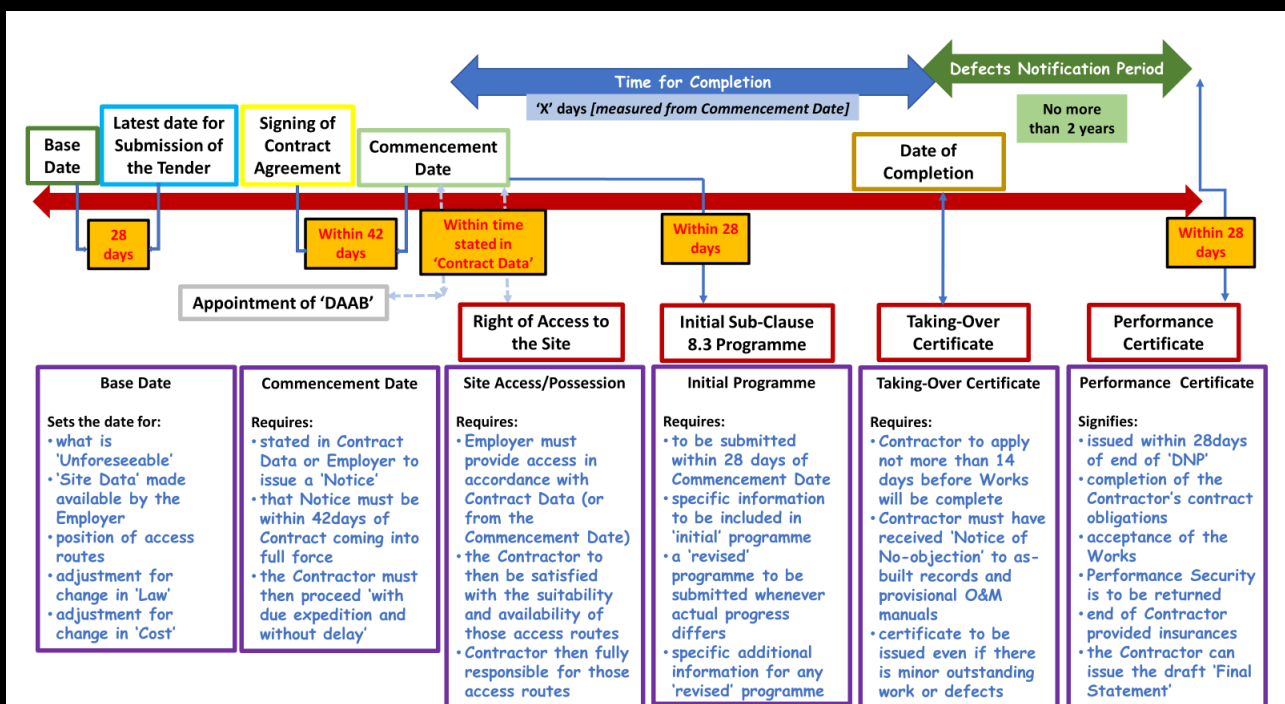 Time for Completion
'X' days [measured from Commencement Date]
Defects Notification Period
No more
than 2 years
Base
Date
Latest date for
Submission of
the Tender
Signing of
Contract
Agreement
Commencement
Date
Date of
Completion
28
days
Within 42
days
Within time
stated in
'Contract Data'
Within 28
days
Within 28
days
Appointment of 'DAAB'
Right of Access to
the Site
Initial Sub-Clause
8.3 Programme
Taking-Over
Certificate
Performance
Certificate
Base Date
Sets the date for:
• what is
'Unforeseeable'
• 'Site Data' made
available by the
Employer
• position of access
routes
• adjustment for
change in 'Law'
• adjustment for
change in 'Cost'
Commencement Date
Requires:
• stated in Contract
Data or Employer to
issue a 'Notice'
• that Notice must be
within 42days of
Contract coming into
full force
• the Contractor must
then proceed 'with
due expedition and
without delay'
Site Access/Possession
Requires:
• Employer must
provide access in
accordance with
Contract Data (or
from the
Commencement Date)
• the Contractor to
then be satisfied
with the suitability
and availability of
those access routes
• Contractor then fully
responsible for those
access routes
Initial Programme
Requires:
• to be submitted
within 28 days of
Commencement Date
• specific information
to be included in
'initial' programme
• a 'revised'
programme to be
submitted whenever
actual progress
differs
• specific additional
information for any
'revised' programme
Taking-Over Certificate
Requires:
• Contractor to apply
not more than 14
days before Works
will be complete
• Contractor must have
received 'Notice of
No-objection' to as-
built records and
provisional O&M
manuals
• certificate to be
issued even if there
is minor outstanding
work or defects
Performance Certificate
Signifies:
• issued within 28days
of end of 'DNP'
• completion of the
Contractor's contract
obligations
• acceptance of the
Works
• Performance Security
is to be returned
• end of Contractor
provided insurances
• the Contractor can
issue the draft 'Final
Statement'